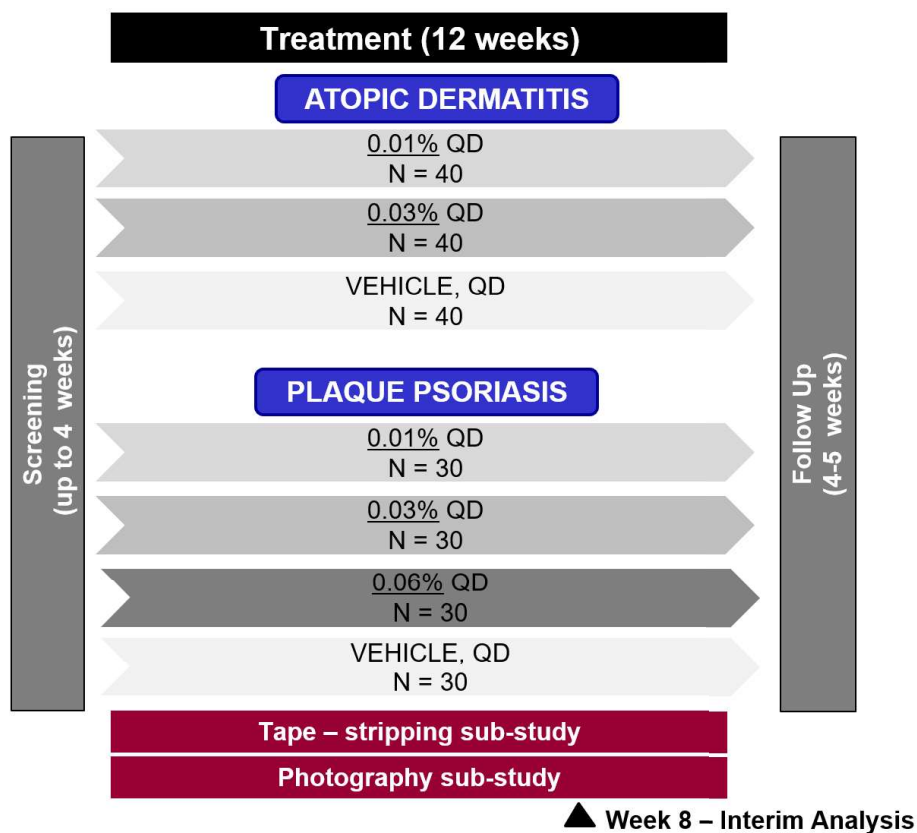 Treatment (12 weeks)
ATOPIC DERMATITIS
0.01% QD
N = 40
0.03% QD
N = 40
VEHICLE, QD
N = 40
Screening
(up to 4 weeks)
Follow Up
(4-5 weeks)
PLAQUE PSORIASIS
0.01% QD
N = 30
0.03% QD
N = 30
0.06% QD
N = 30
VEHICLE, QD
N = 30
Tape – stripping sub-study
Photography sub-study
Week 8 – Interim Analysis